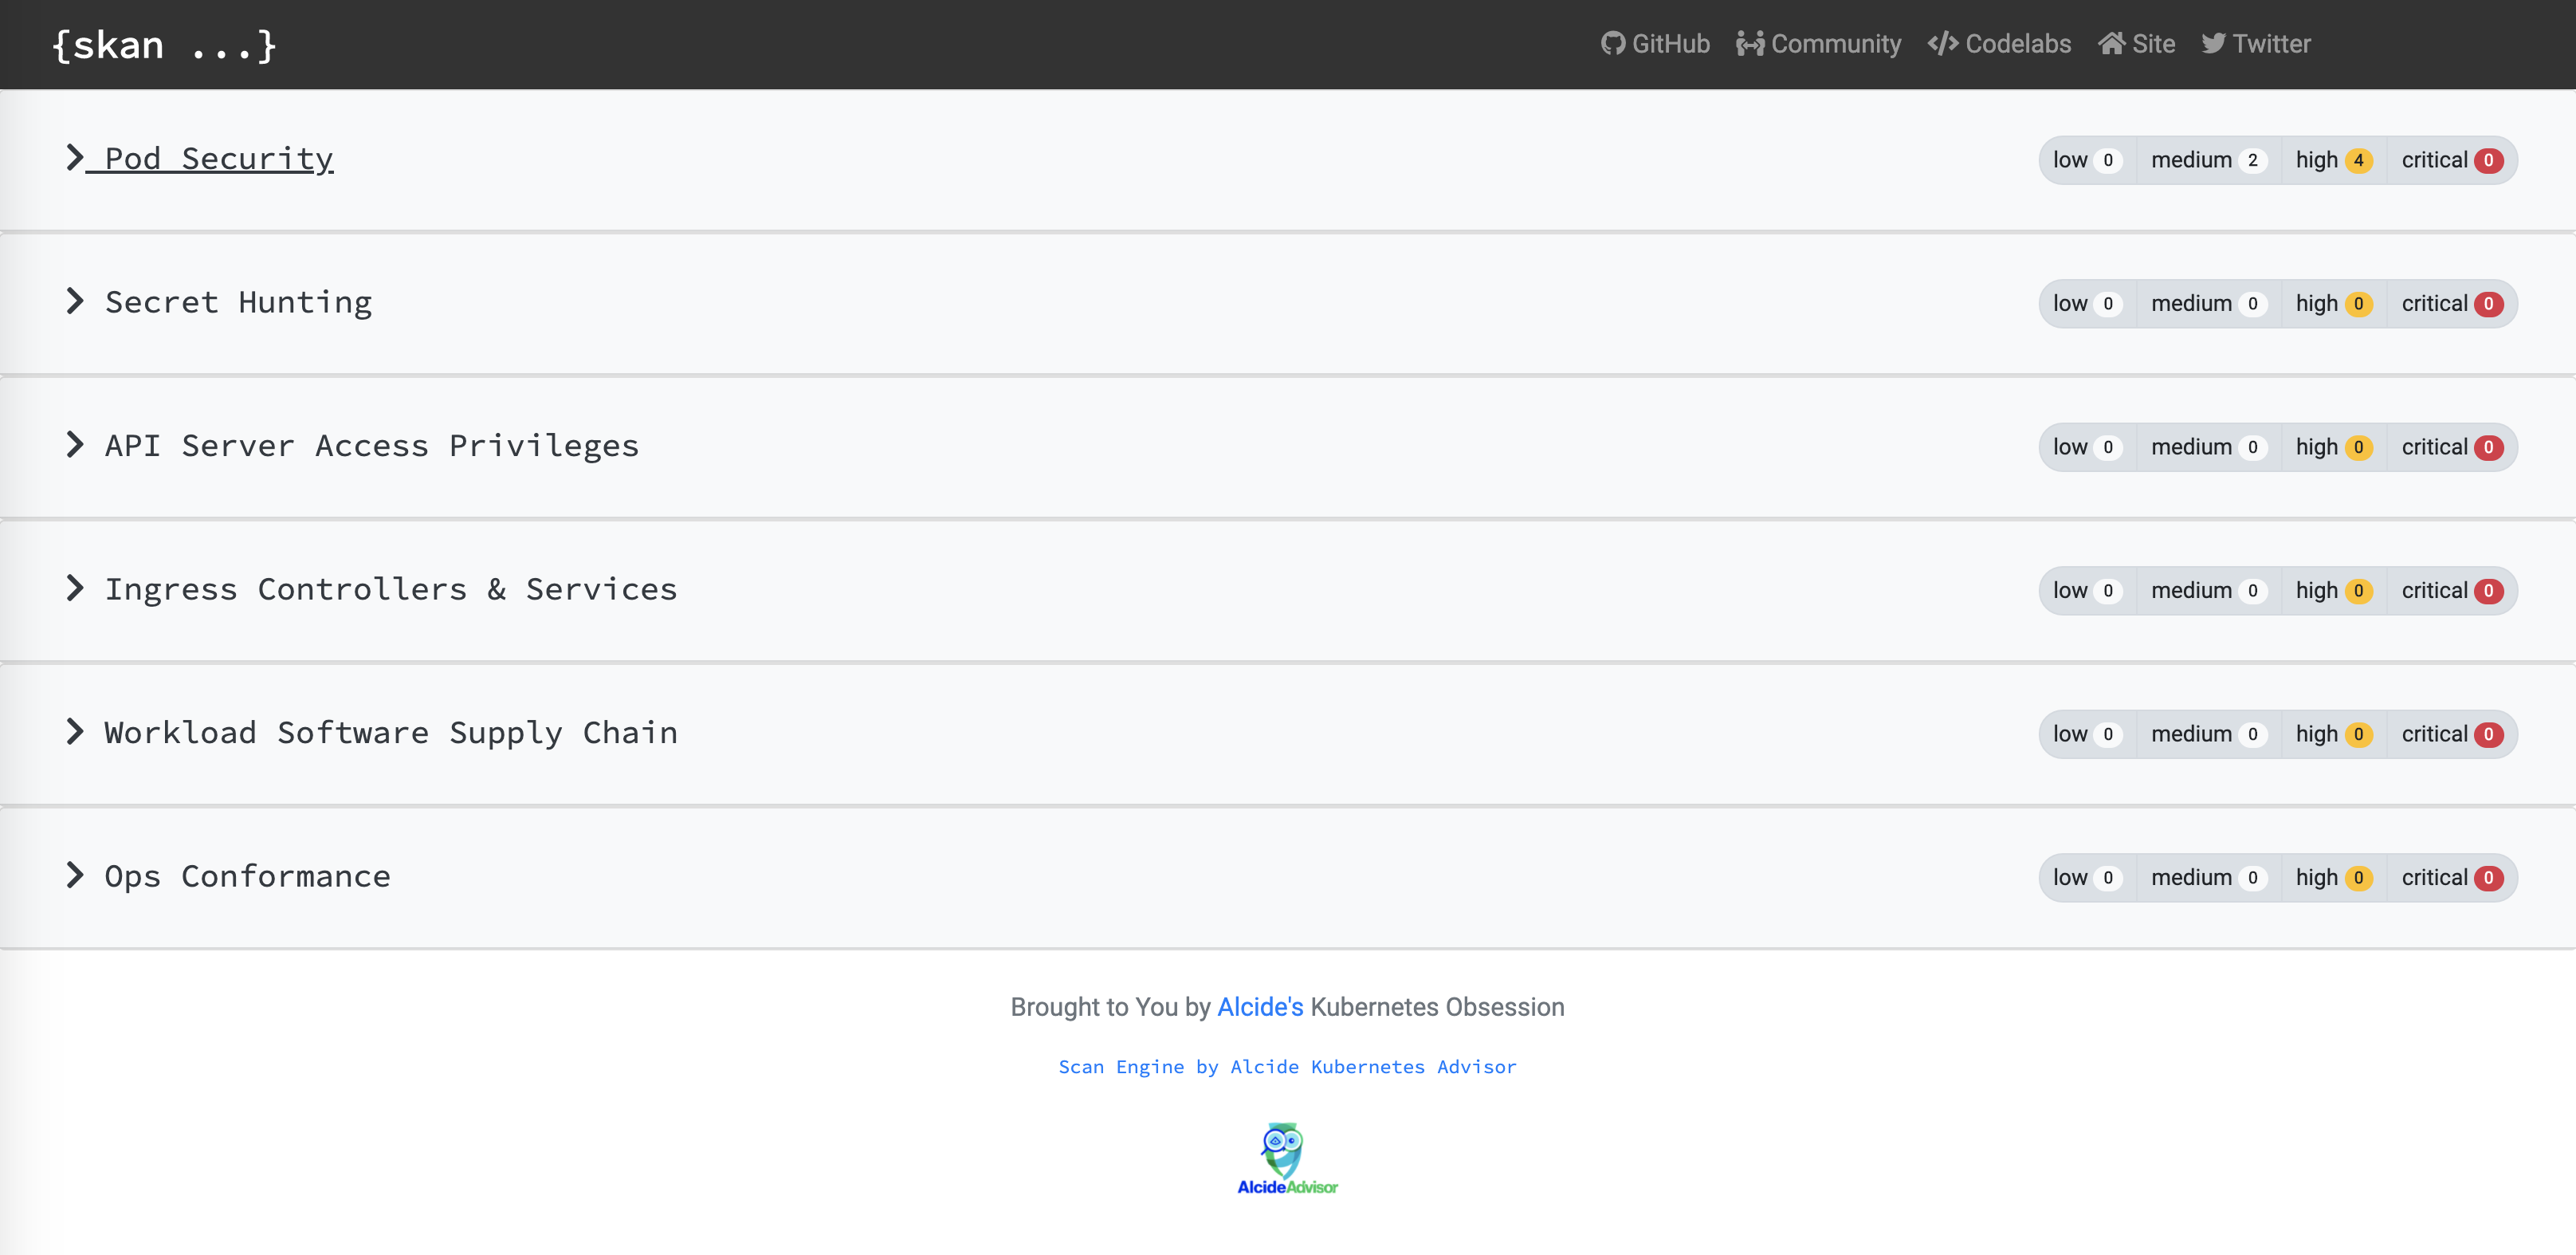 {skan ...} GitHub Community Codelabs Site Twitter
Pod Security low 0 medium 2 high 4 critical 0
Secret Hunting low 0 medium 0 high 0 critical 0
API Server Access Privileges low 0 medium 0 high 0 critical 0
Ingress Controllers & Services low 0 medium 0 high 0 critical 0
Workload Software Supply Chain low 0 medium 0 high 0 critical 0
Ops Conformance low 0 medium 0 high 0 critical 0
Brought to You by Alcide's Kubernetes Obsession
Scan Engine by Alcide Kubernetes Advisor
AlcideAdvisor